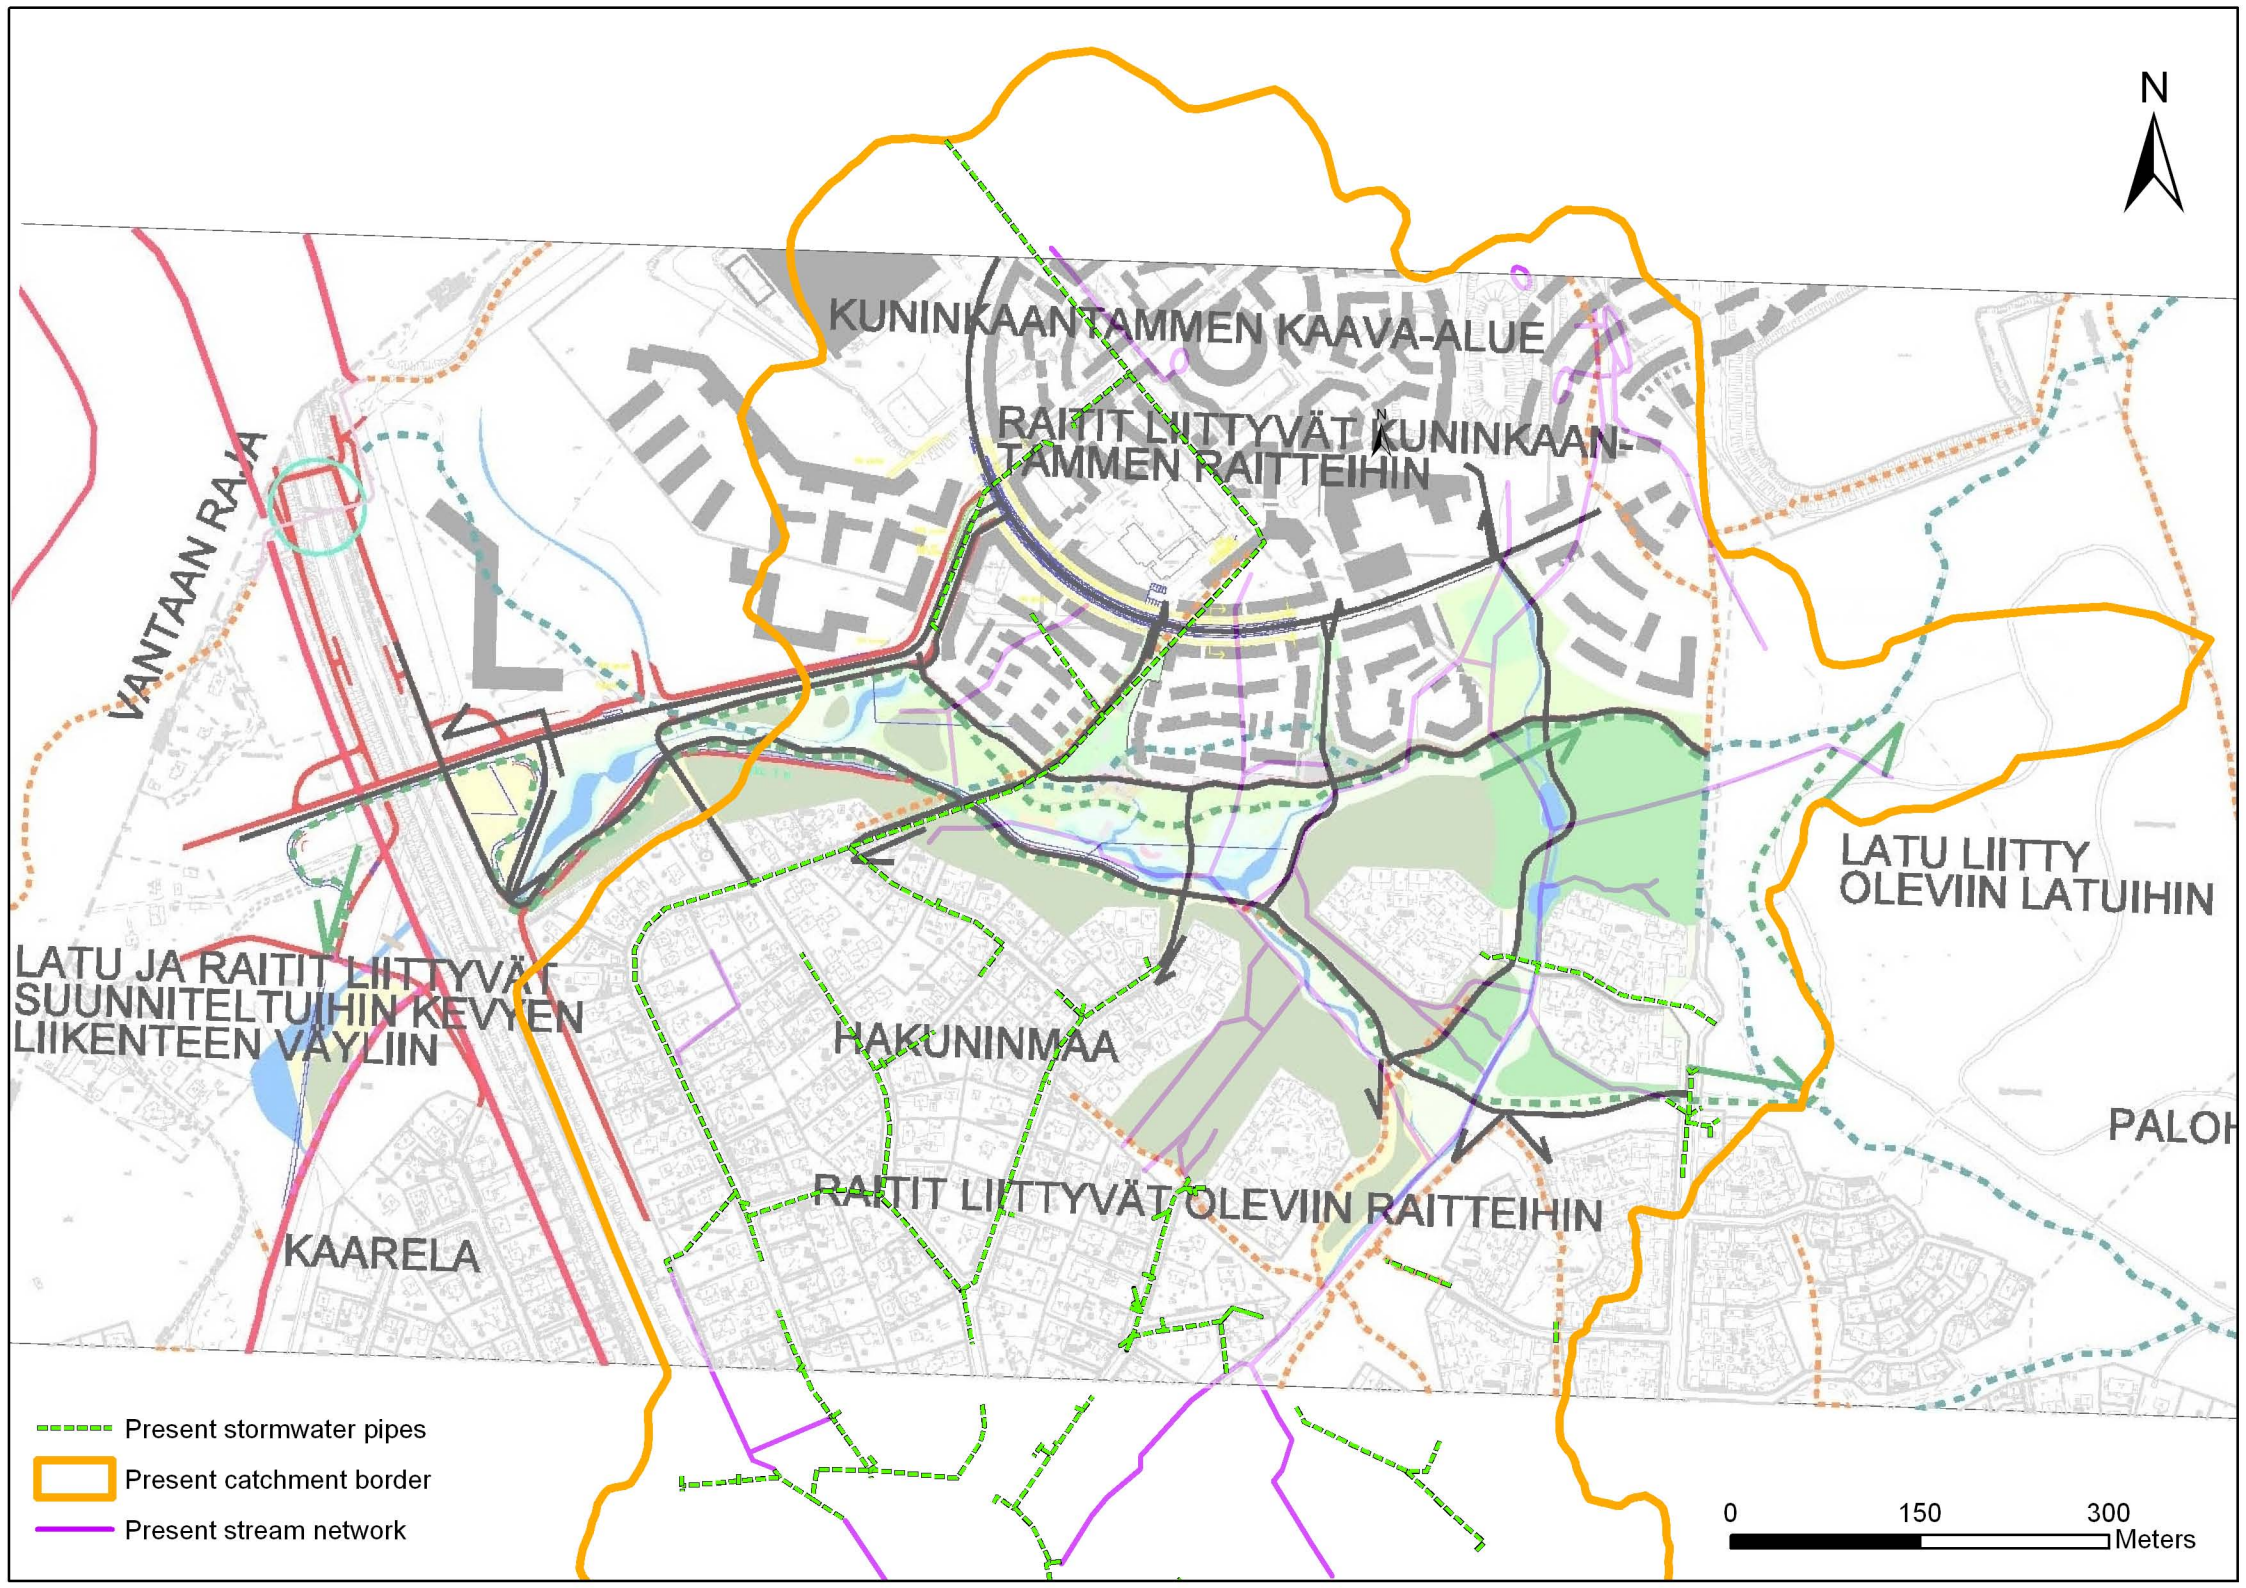 N
KUNINKAANTAMMEN KAAVA-ALUE
RAITIT LIITTYVÄT KUNINKAAN-
TAMMEN RAITTEIHIN
N
VANTAAN RAJA
LATU LIITTY
OLEVIIN LATUIHIN
LATU JA RAITIT LIITTYVÄT
SUUNNITELTUIHIN KEVYEN
LIIKENTEEN VÄYLIIN
HAKUNINMAA
PALOH
RAITIT LIITTYVÄT OLEVIIN RAITTEIHIN
KAARELA
Present stormwater pipes
Present catchment border
Present stream network
0 150 300
Meters